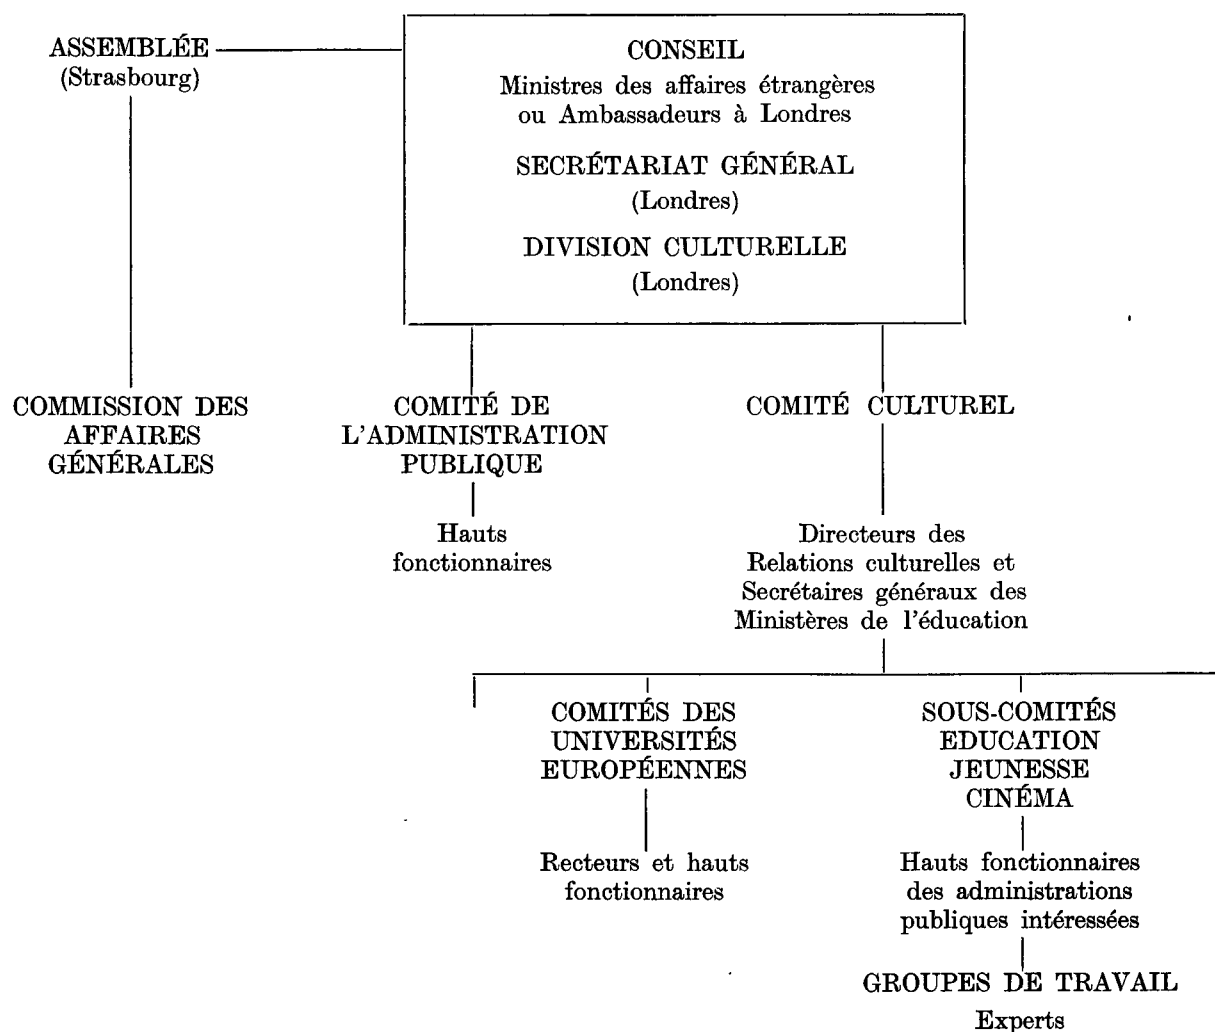 ASSEMBLÉE
(Strasbourg)
CONSEIL
Ministres des affaires étrangères
ou Ambassadeurs à Londres
SECRÉTARIAT GÉNÉRAL
(Londres)
DIVISION CULTURELLE
(Londres)
COMMISSION DES
AFFAIRES
GÉNÉRALES
COMITÉ DE
L'ADMINISTRATION
PUBLIQUE
Hauts
fonctionnaires
COMITÉ CULTUREL
Directeurs des
Relations culturelles et
Secrétaires généraux des
Ministères de l'éducation
COMITÉS DES
UNIVERSITÉS
EUROPÉENNES
Recteurs et hauts
fonctionnaires
SOUS-COMITÉS
EDUCATION
JEUNESSE
CINÉMA
Hauts fonctionnaires
des administrations
publiques intéressées
GROUPES DE TRAVAIL
Experts